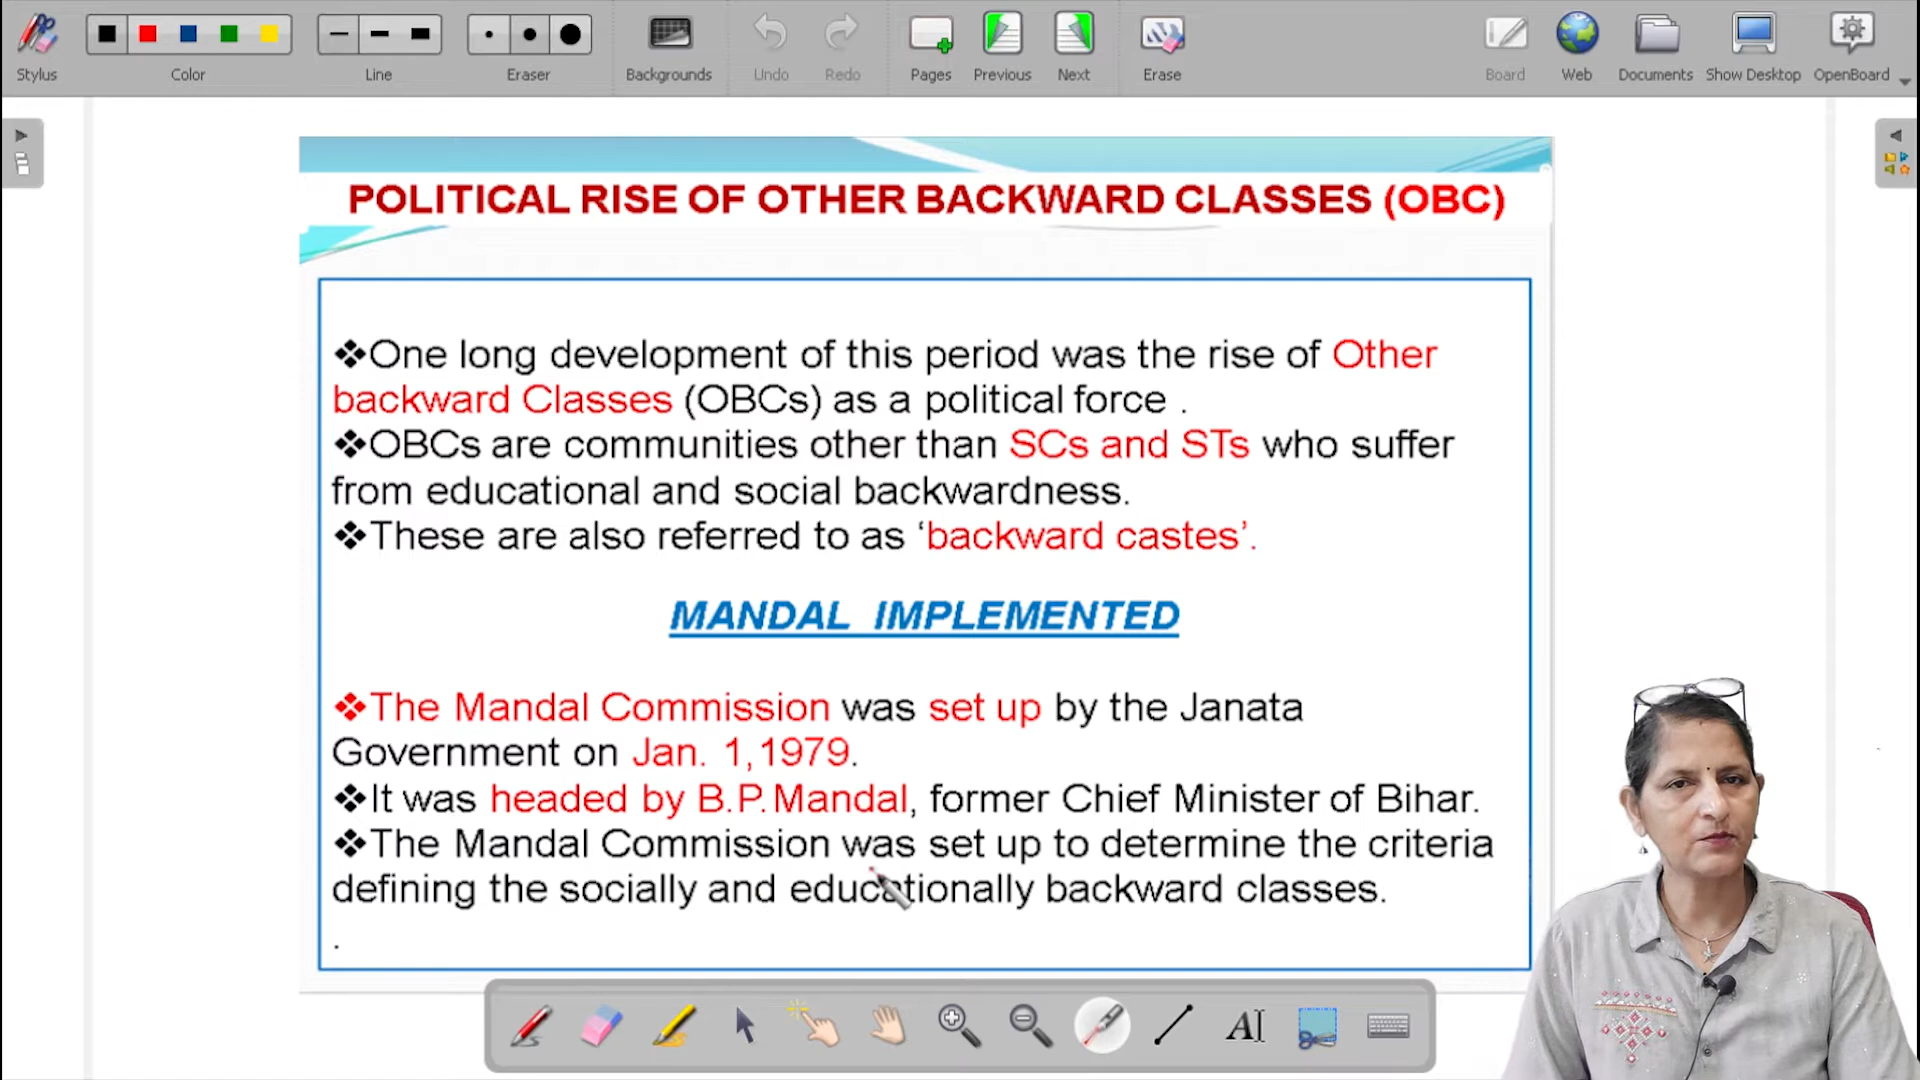 Stylus
Color
Line
Eraser
Backgrounds
Undo
Redo
Pages
Previous
Next
Erase
Board
Web
Documents
Show Desktop
OpenBoard
POLITICAL RISE OF OTHER BACKWARD CLASSES (OBC)
❖One long development of this period was the rise of Other
backward Classes (OBCs) as a political force .
❖OBCs are communities other than SCs and STs who suffer
from educational and social backwardness.
❖These are also referred to as ‘backward castes’.
MANDAL IMPLEMENTED
❖The Mandal Commission was set up by the Janata
Government on Jan. 1,1979.
❖It was headed by B.P.Mandal, former Chief Minister of Bihar.
❖The Mandal Commission was set up to determine the criteria
defining the socially and educationally backward classes.
.
AI